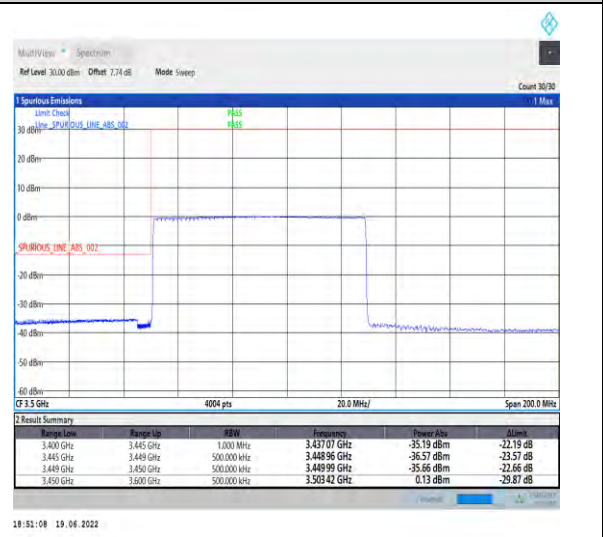 MultiView Spectrum
Ref Level 30.00 dBm Offset 7.74 dB Mode Sweep
Count 30/30
1 Spurious Emissions 1 Max
Limit Check PASS
Line _SPURIOUS_LINE_ABS_002 PASS
30 dBm
20 dBm
10 dBm
0 dBm
_SPURIOUS_LINE_ABS_002
-20 dBm
-30 dBm
-40 dBm
-50 dBm
-60 dBm
CF 3.5 GHz 4004 pts 20.0 MHz/ Span 200.0 MHz
2 Result Summary
Range Low Range Up RBW Frequency Power Abs ΔLimit
3.400 GHz 3.445 GHz 1.000 MHz 3.43707 GHz -35.19 dBm -22.19 dB
3.445 GHz 3.449 GHz 500.000 kHz 3.44896 GHz -36.57 dBm -23.57 dB
3.449 GHz 3.450 GHz 500.000 kHz 3.44999 GHz -35.66 dBm -22.66 dB
3.450 GHz 3.600 GHz 500.000 kHz 3.50342 GHz 0.13 dBm -29.87 dB
18:51:08 19.06.2022